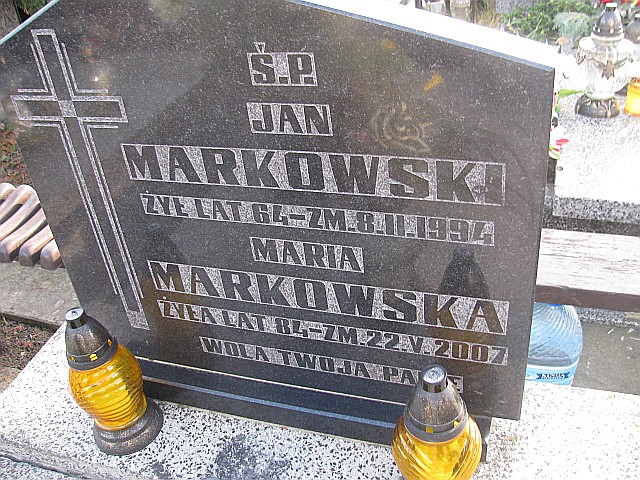 Ś.P.
JAN
MARKOWSKI
ŻYŁ LAT 64-ZM.8.II.1994
MARIA
MARKOWSKA
ŻYŁA LAT 84-ZM.22.V.2007
WOLA TWOJA